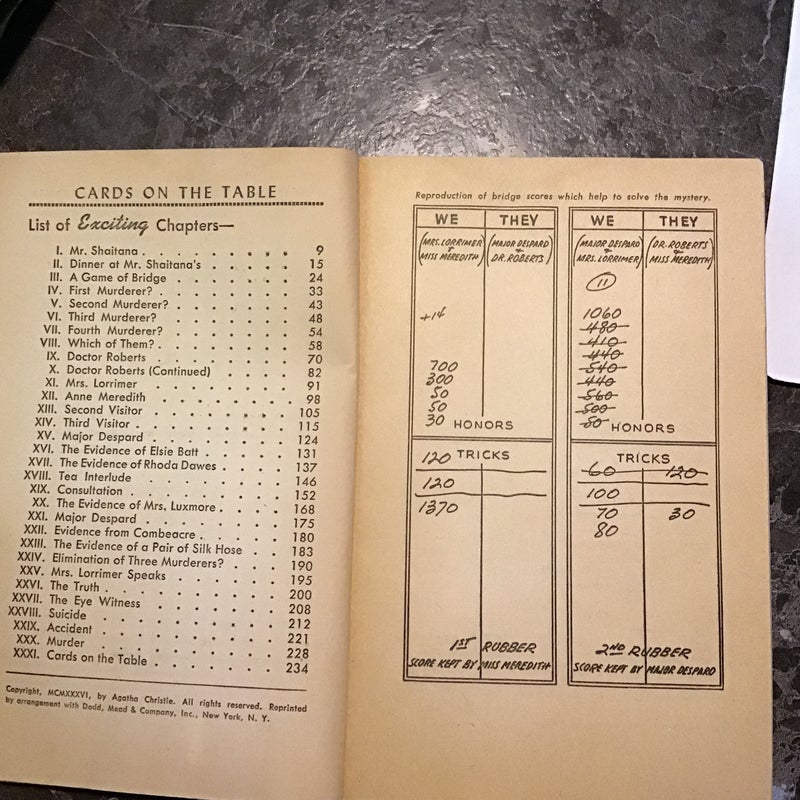 CARDS ON THE TABLE
List of Exciting Chapters—
I. Mr. Shaitana . . . . . . . . 9
II. Dinner at Mr. Shaitana's . . . . . . 15
III. A Game of Bridge . . . . . . . 24
IV. First Murderer? . . . . . . . 33
V. Second Murderer? . . . . . . . 43
VI. Third Murderer? . . . . . . . 48
VII. Fourth Murderer? . . . . . . . 54
VIII. Which of Them? . . . . . . . . 58
IX. Doctor Roberts . . . . . . . 70
X. Doctor Roberts (Continued) . . . . 82
XI. Mrs. Lorrimer . . . . . . . 91
XII. Anne Meredith . . . . . . . 98
XIII. Second Visitor . . . . . . . 105
XIV. Third Visitor . . . . . . . . 115
XV. Major Despard . . . . . . . 124
XVI. The Evidence of Elsie Batt . . . . . 131
XVII. The Evidence of Rhoda Dawes . . . . . 137
XVIII. Tea Interlude . . . . . . . 146
XIX. Consultation . . . . . . . . 152
XX. The Evidence of Mrs, Luxmore . . . . . 168
XXI. Major Despard . . . . . . . 175
XXII. Evidence from Combeacre . . . . . . 180
XXIII. The Evidence of a Pair of Silk Hose . . 183
XXIV. Elimination of Three Murderers? . . . . 190
XXV. Mrs. Lorrimer Speaks . . . . . . 195
XXVI. The Truth . . . . . . . . . 200
XXVII. The Eye Witness . . . . . . . 208
XXVIII. Suicide . . . . . . . . . 212
XXIX. Accident . . . . . . . . . 221
XXX. Murder . . . . . . . . . 228
XXXI. Cards on the Table . . . . . . . 234
Copyright, MCMXXXVI, by Agatha Christie. All rights reserved. Reprinted
by arrangement with Dodd, Mead & Company, Inc., New York, N. Y.
Reproduction of bridge scores which help to solve the mystery.
WE THEY
(MRS. LORRIMER & MISS MEREDITH) (MAJOR DESPARD & DR. ROBERTS)
700
300
50
50
30 HONORS
120 TRICKS
120
1370
1ST RUBBER
SCORE KEPT BY MISS MEREDITH
WE THEY
(MAJOR DESPARD & MRS. LORRIMER) (DR. ROBERTS & MISS MEREDITH)
11
1060
480
410
440
540
440
560
500
50 HONORS
TRICKS
60 120
100
70 30
80
2ND RUBBER
SCORE KEPT BY MAJOR DESPARD